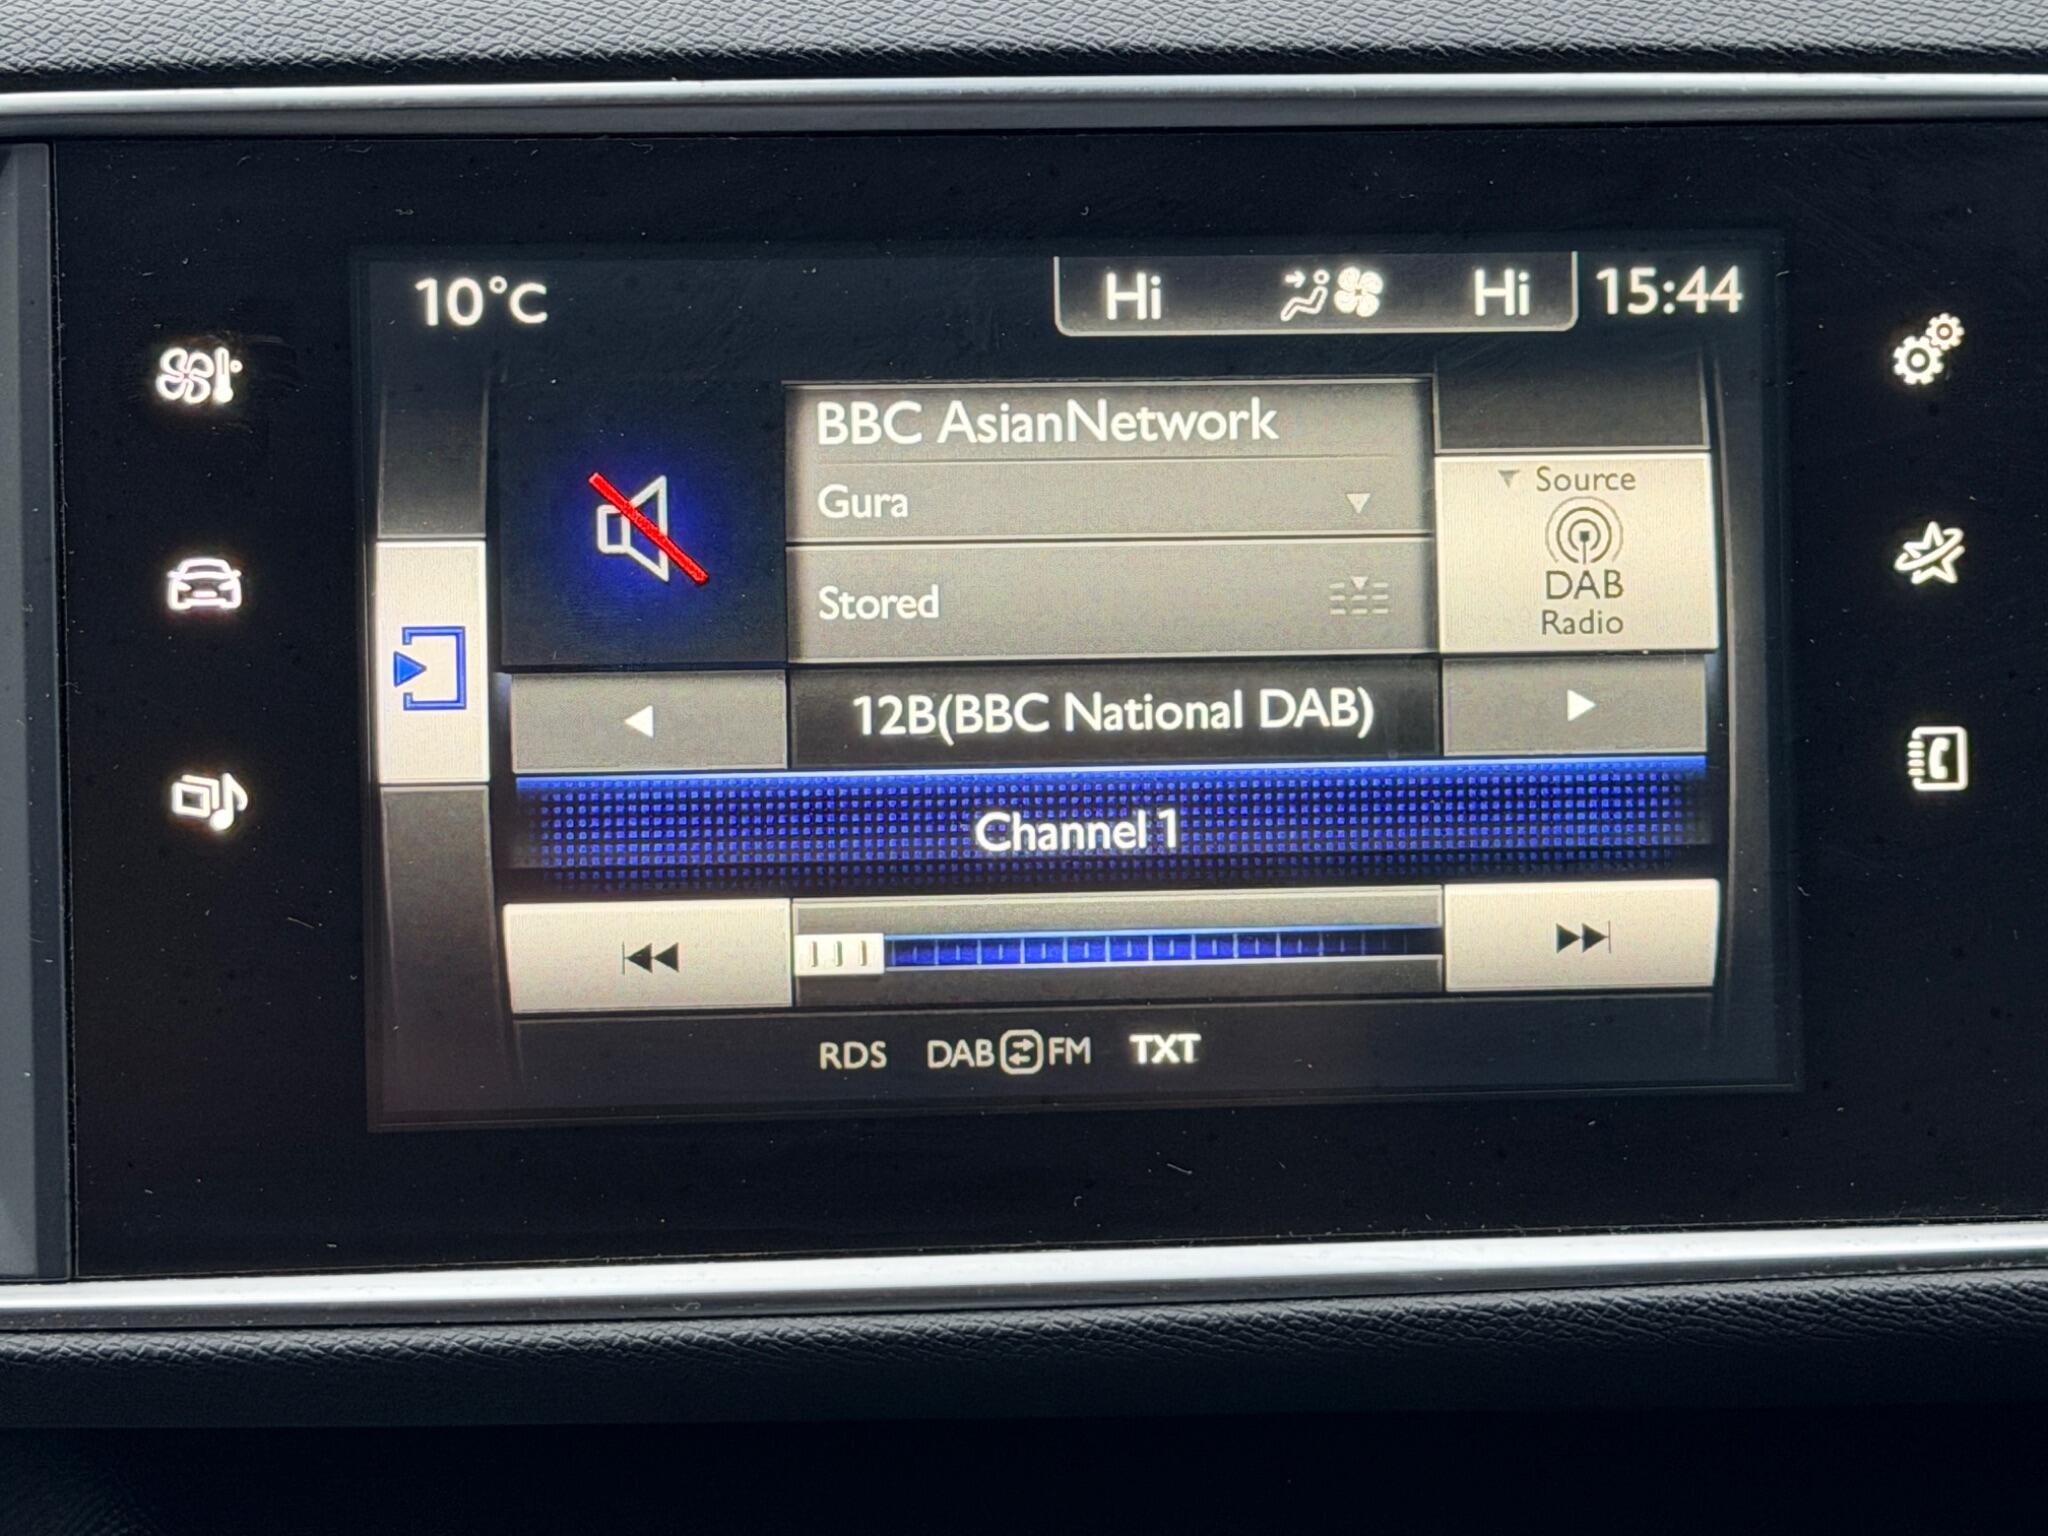 10°C Hi Hi 15:44
BBC AsianNetwork
Gura
Stored
Source
DAB
Radio
12B(BBC National DAB)
Channel 1
RDS DAB FM TXT